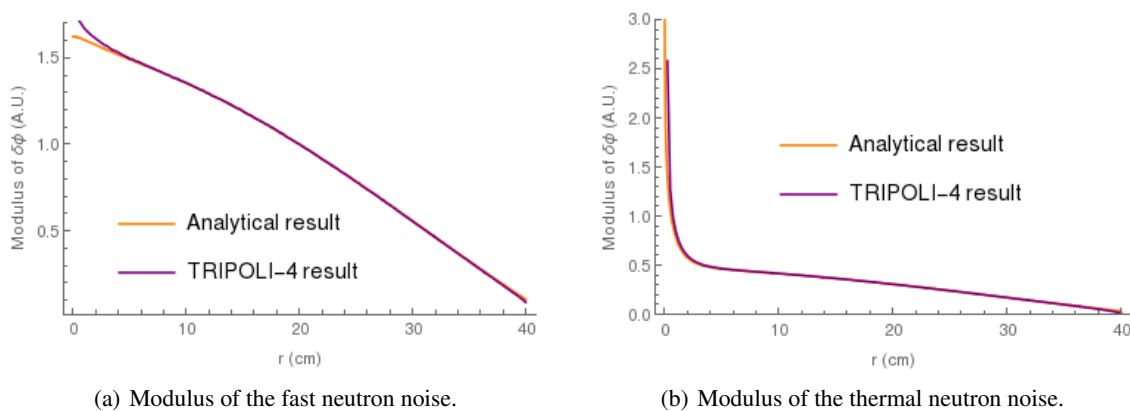 1.5
1.0
0.5
0
10
20
30
40
r (cm)
Modulus of δϕ (A.U.)
Analytical result
TRIPOLI−4 result
(a) Modulus of the fast neutron noise.
3.0
2.5
2.0
1.5
1.0
0.5
0.0
0
10
20
30
40
r (cm)
Modulus of δϕ (A.U.)
Analytical result
TRIPOLI−4 result
(b) Modulus of the thermal neutron noise.